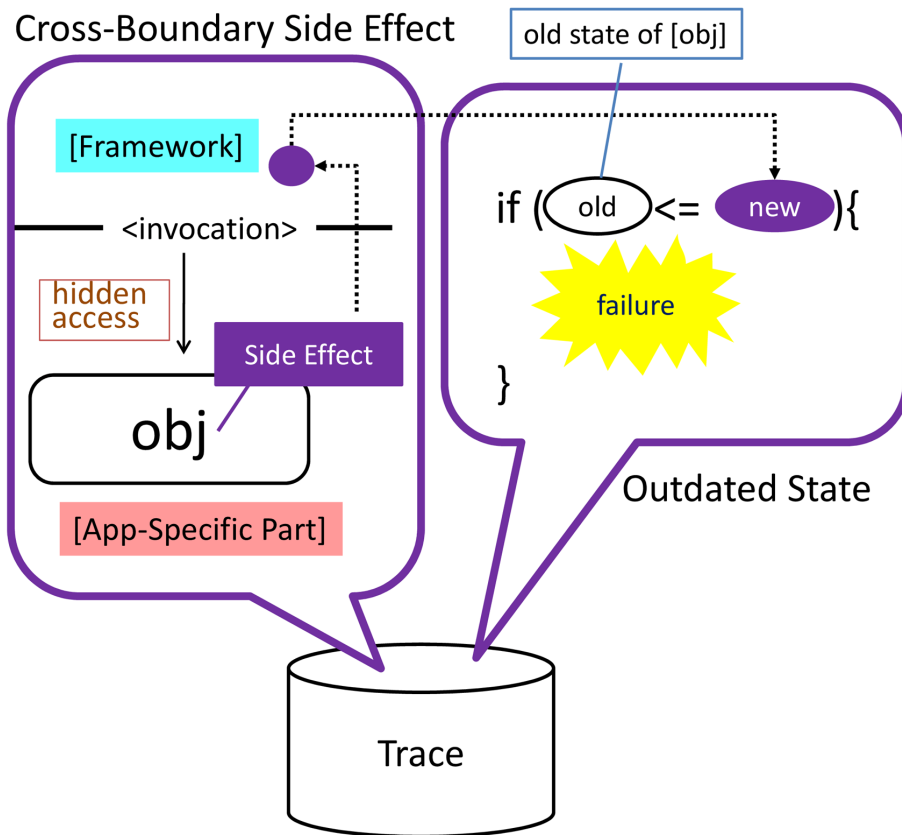 Cross-Boundary Side Effect
old state of [obj]
[Framework]
<invocation>
hidden
access
Side Effect
obj
[App-Specific Part]
if (
old
<=
new
){
failure
}
Outdated State
Trace